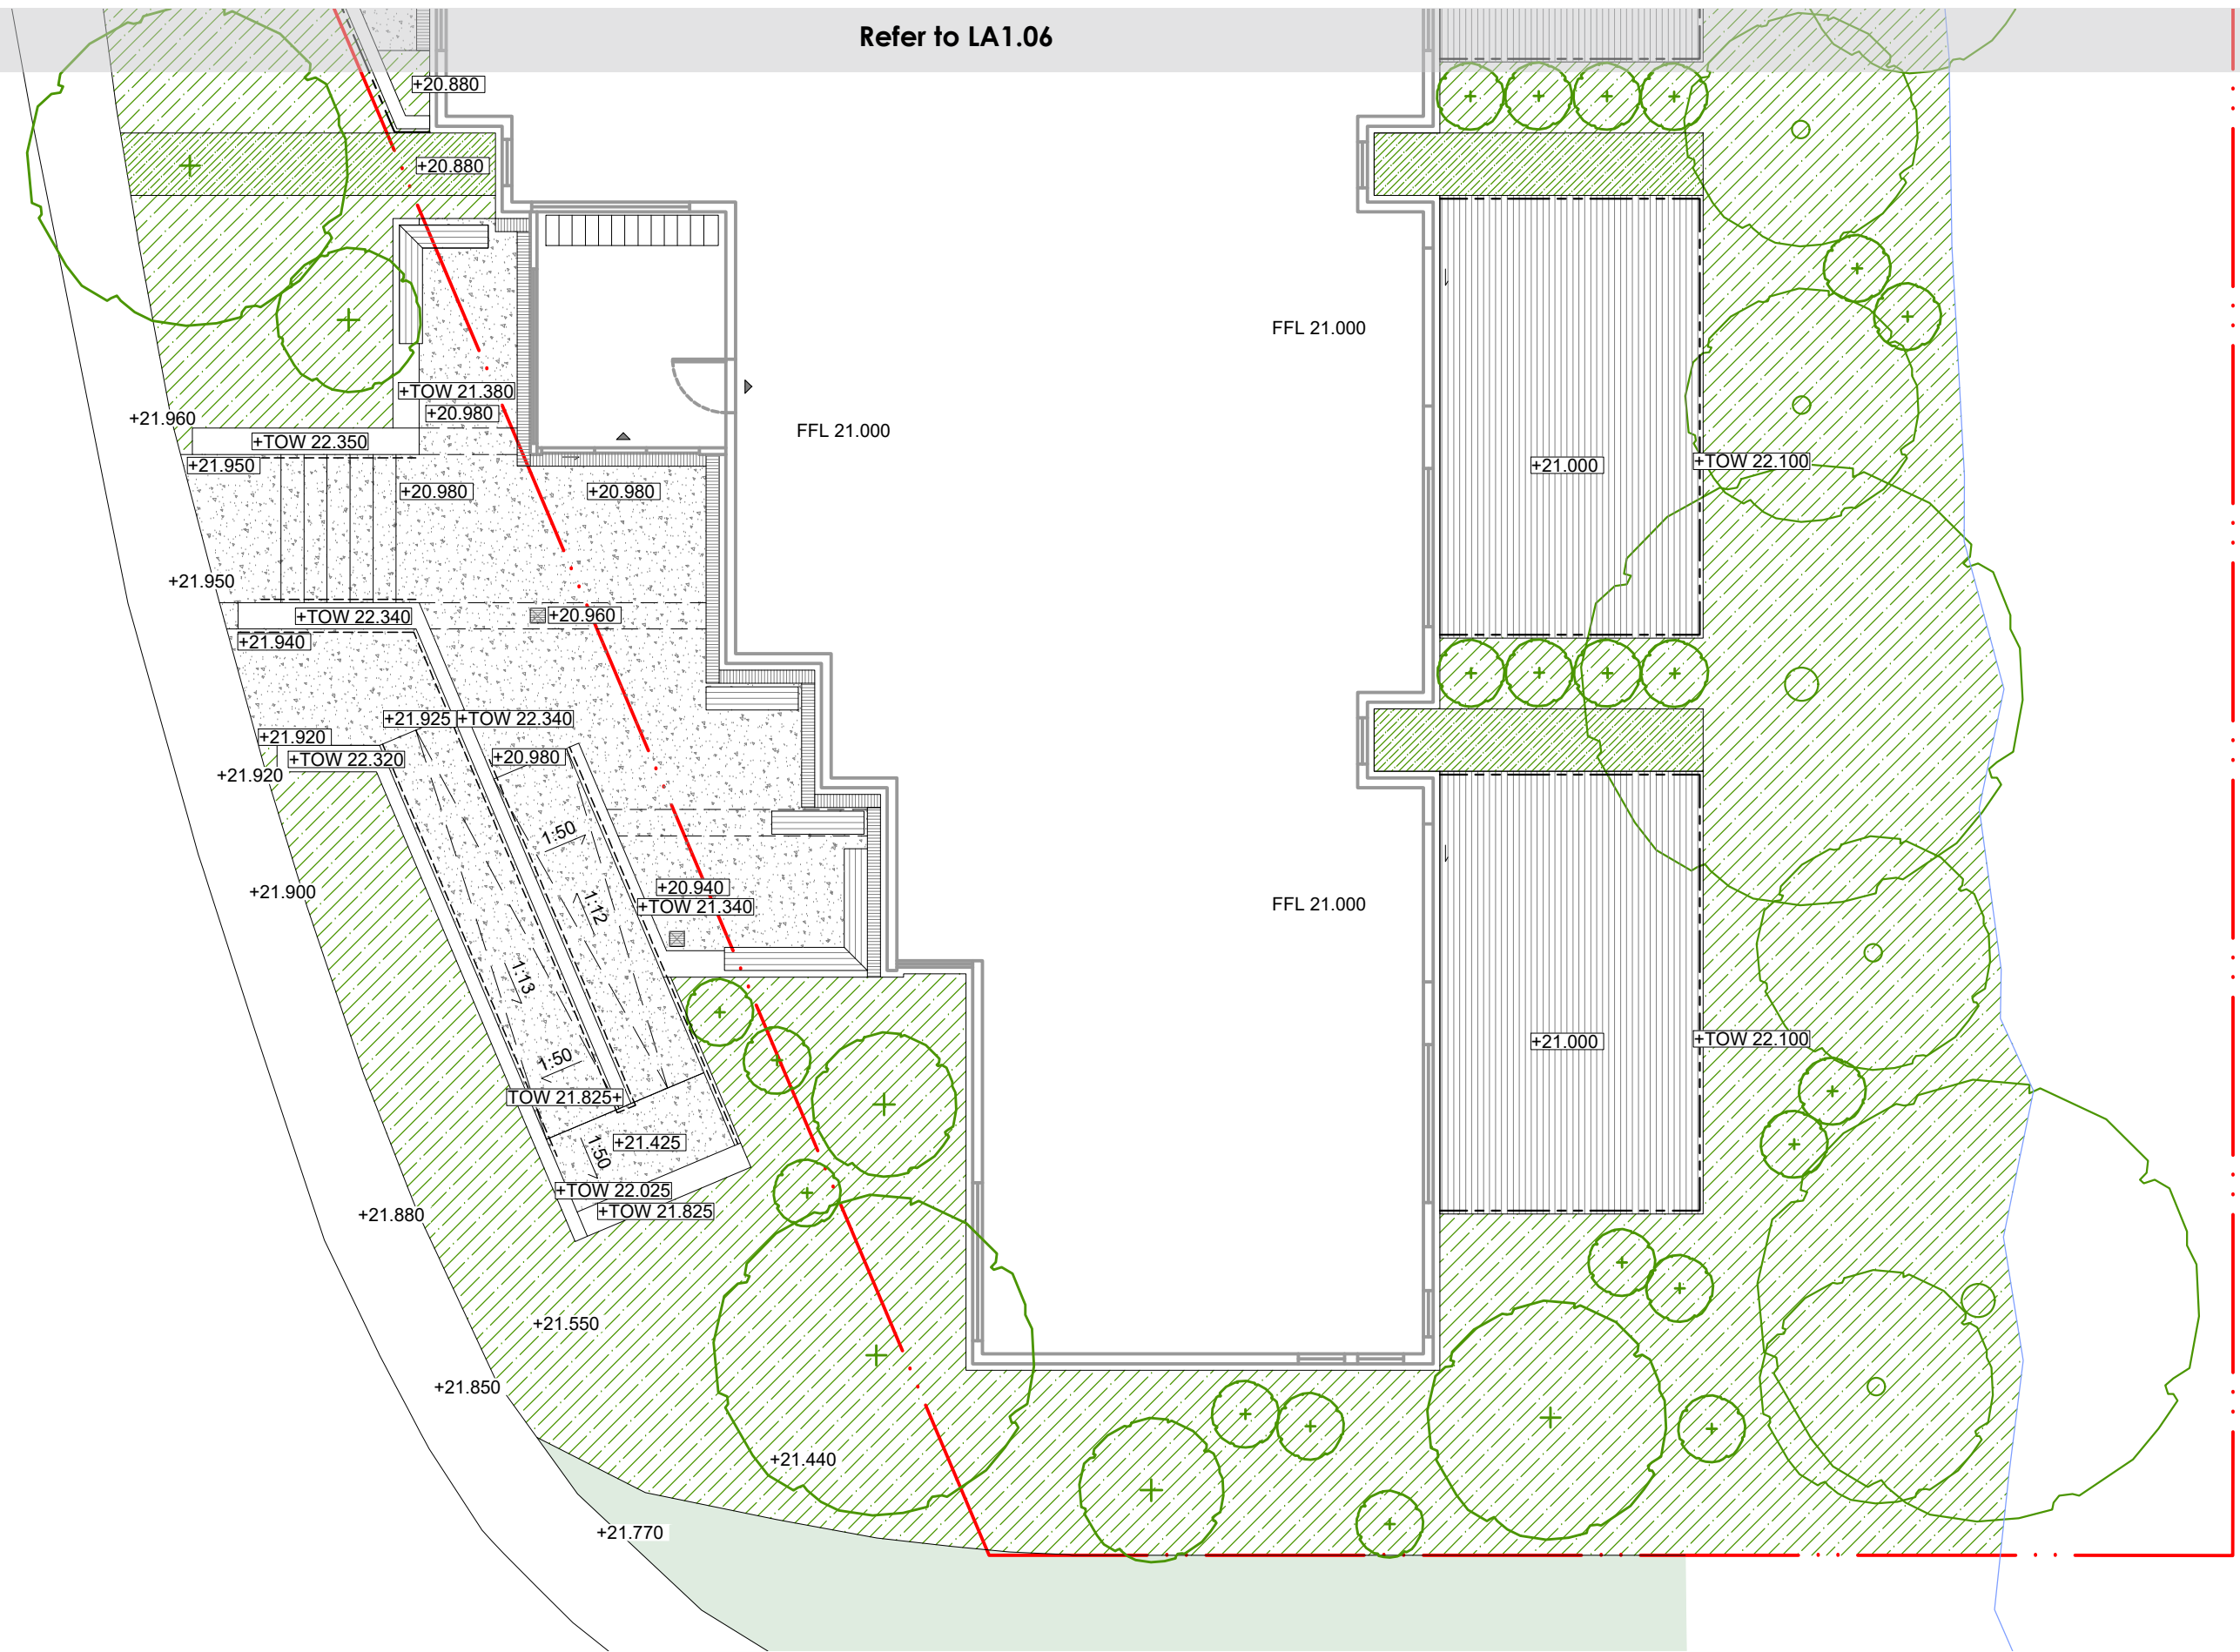 Refer to LA1.06
+20.880
+20.880
FFL 21.000
+TOW 21.380
+20.980
+21.960
FFL 21.000
+TOW 22.350
+21.950
+21.000
+TOW 22.100
+20.980
+20.980
+21.950
+TOW 22.340
+20.960
+21.940
+21.925
+TOW 22.340
+21.920
+TOW 22.320
+20.980
+21.920
1:50
+21.900
+20.940
+TOW 21.340
1:12
FFL 21.000
1:13
+21.000
+TOW 22.100
1:50
TOW 21.825+
+21.425
1:50
+TOW 22.025
+TOW 21.825
+21.880
+21.550
+21.850
+21.440
+21.770